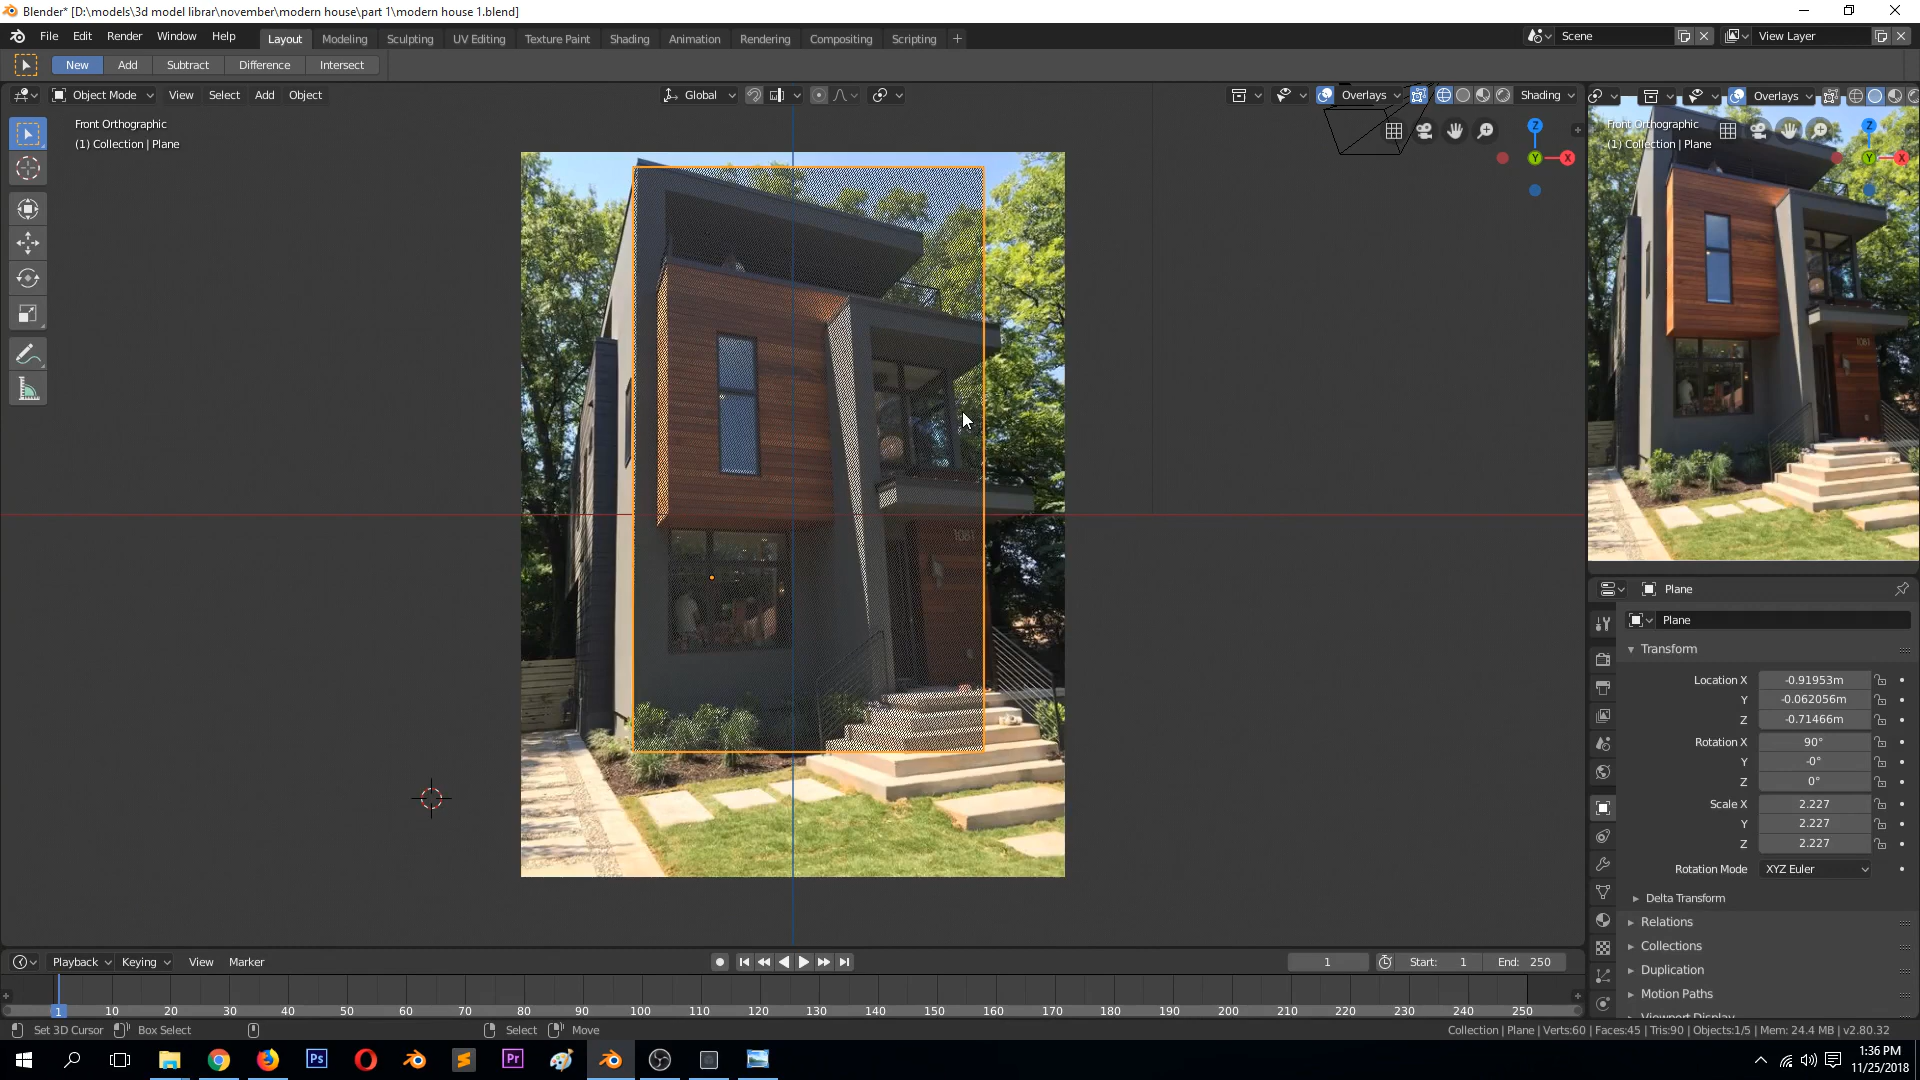 Blender* [D:\models\3d model librar\november\modern house\part 1\modern house 1.blend]
File Edit Render Window Help Layout Modeling Sculpting UV Editing Texture Paint Shading Animation Rendering Compositing Scripting + Scene View Layer
New Add Subtract Difference Intersect
Object Mode View Select Add Object Global Overlays Shading Overlays
Front Orthographic
(1) Collection | Plane
Z
Y
X
Front Orthographic
(1) Collection | Plane
Z
Y
X
1081
1081
Plane
Plane
Transform
Location X -0.91953m
Y -0.062056m
Z -0.71466m
Rotation X 90°
Y -0°
Z 0°
Scale X 2.227
Y 2.227
Z 2.227
Rotation Mode XYZ Euler
Delta Transform
Relations
Collections
Duplication
Motion Paths
Viewport Display
Playback Keying View Marker 1 Start: 1 End: 250
1 10 20 30 40 50 60 70 80 90 100 110 120 130 140 150 160 170 180 190 200 210 220 230 240 250
Set 3D Cursor Box Select Select Move Collection | Plane | Verts:60 | Faces:45 | Tris:90 | Objects:1/5 | Mem: 24.4 MB | v2.80.32
Ps Pr
1:36 PM
11/25/2018